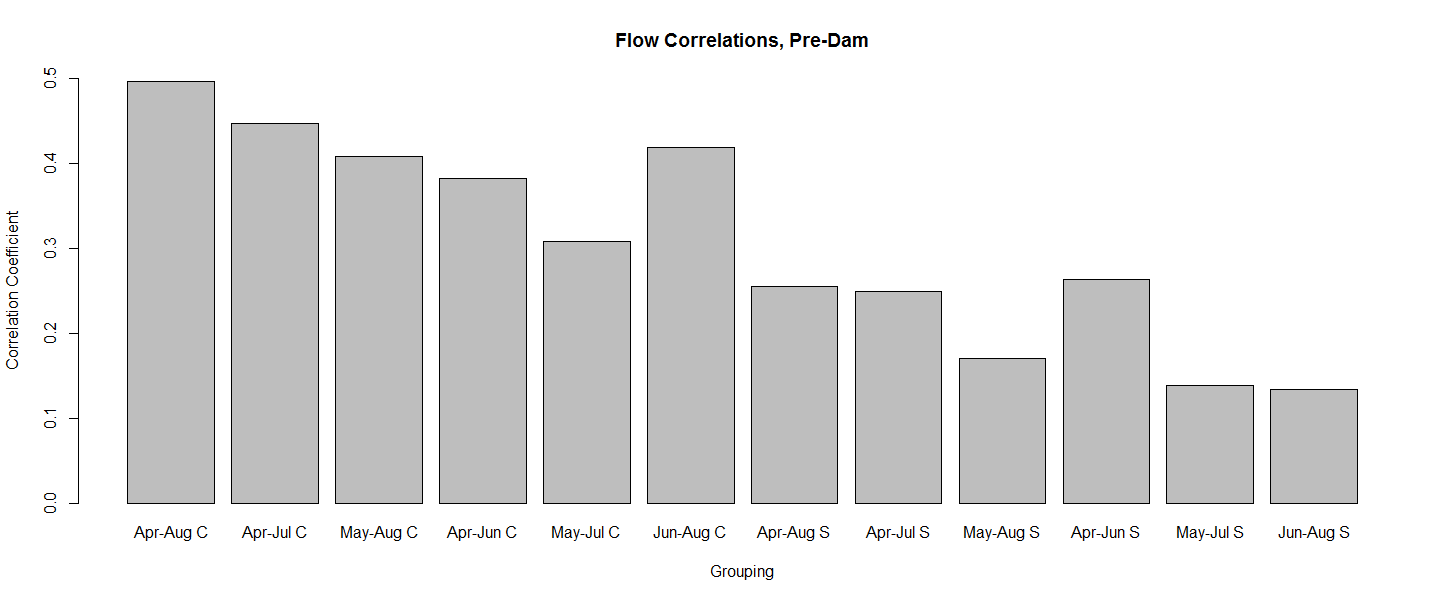 Flow Correlations, Pre-Dam
Correlation Coefficient
0.5
0.4
0.3
0.2
0.1
0.0
Apr-Aug C
Apr-Jul C
May-Aug C
Apr-Jun C
May-Jul C
Jun-Aug C
Apr-Aug S
Apr-Jul S
May-Aug S
Apr-Jun S
May-Jul S
Jun-Aug S
Grouping